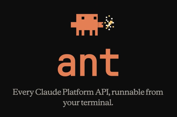 ant
Every Claude Platform API, runnable from
your terminal.